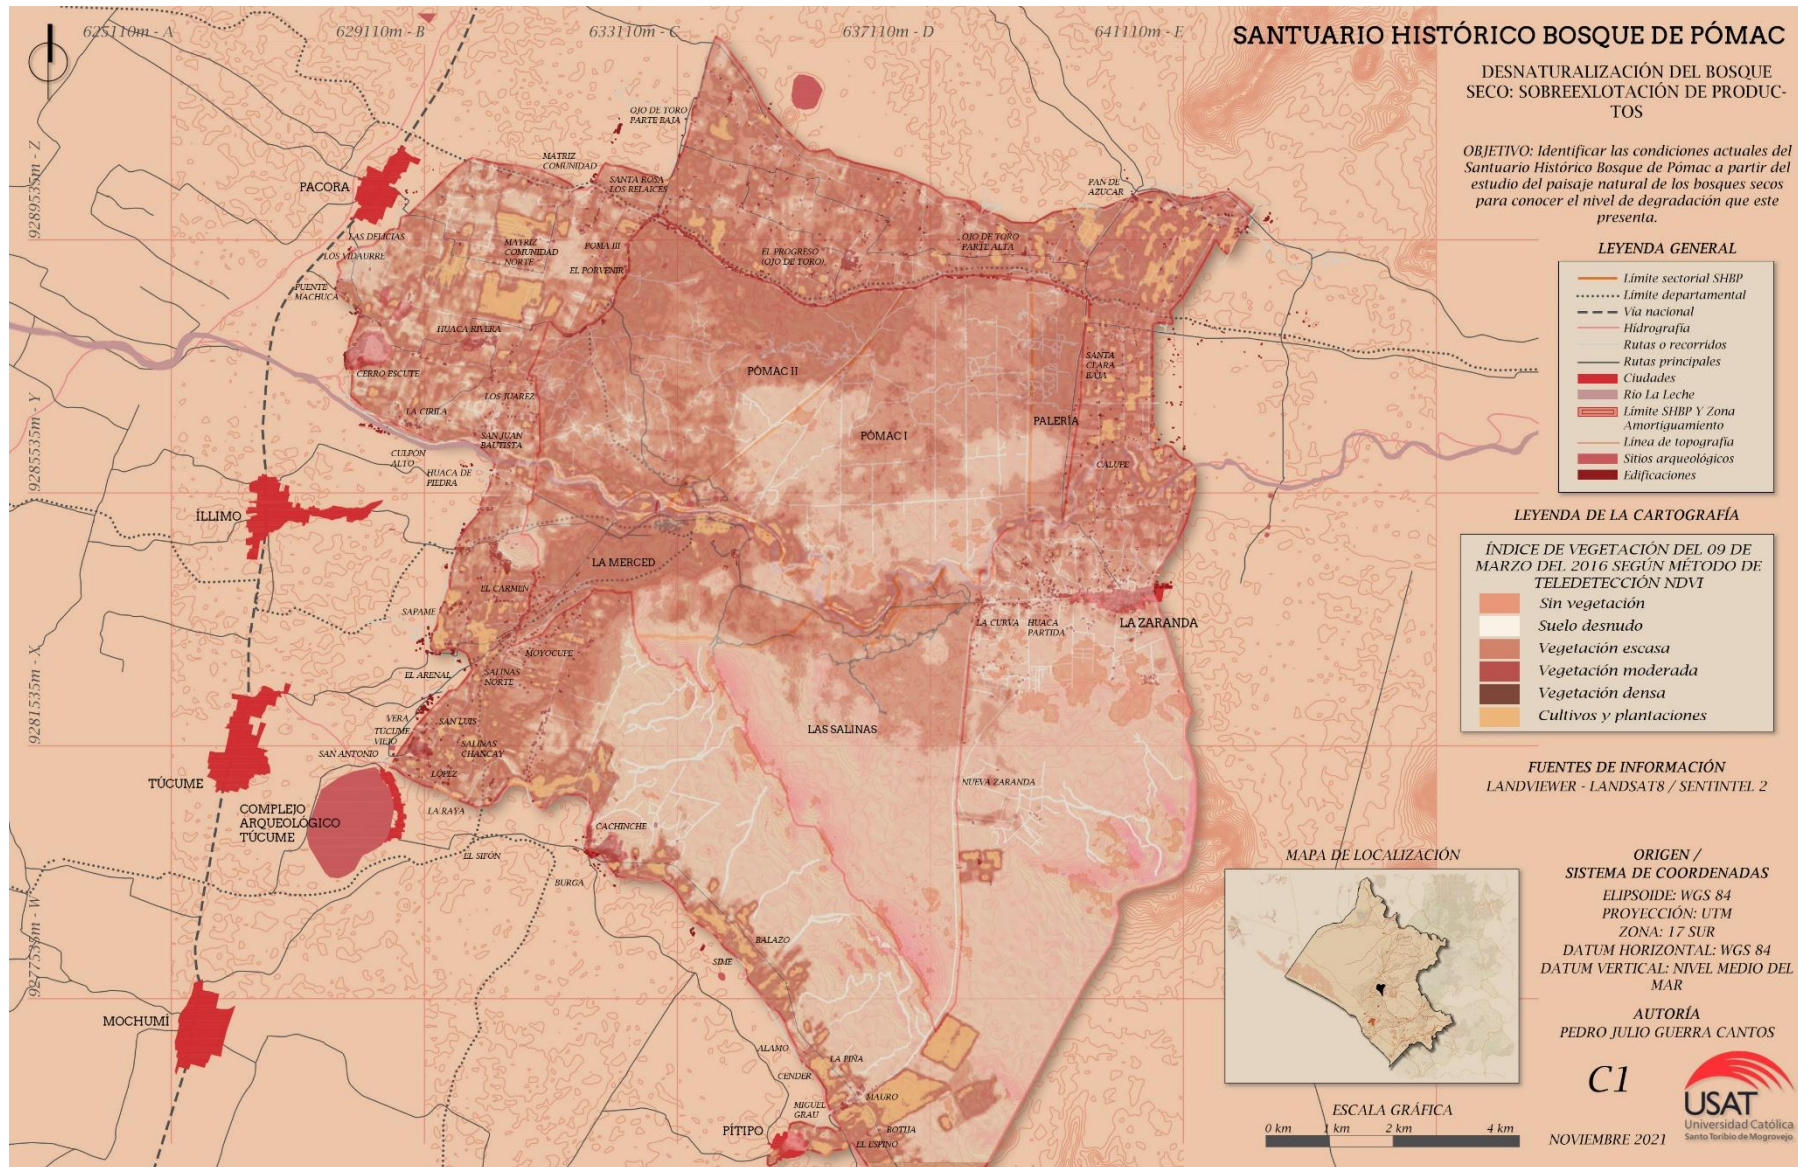 625110m - A
629110m - B
633110m - C
637110m - D
641110m - E
9289535m - Z
9285535m - Y
9281535m - X
9277535m - W
SANTUARIO HISTÓRICO BOSQUE DE PÓMAC
DESNATURALIZACIÓN DEL BOSQUE
SECO: SOBREEXLOTACIÓN DE PRODUC-
TOS
OBJETIVO: Identificar las condiciones actuales del
Santuario Histórico Bosque de Pómac a partir del
estudio del paisaje natural de los bosques secos
para conocer el nivel de degradación que este
presenta.
LEYENDA GENERAL
Límite sectorial SHBP
Límite departamental
Vía nacional
Hidrografía
Rutas o recorridos
Rutas principales
Ciudades
Río La Leche
Límite SHBP Y Zona
Amortiguamiento
Línea de topografía
Sitios arqueológicos
Edificaciones
LEYENDA DE LA CARTOGRAFÍA
ÍNDICE DE VEGETACIÓN DEL 09 DE
MARZO DEL 2016 SEGÚN MÉTODO DE
TELEDETECCIÓN NDVI
Sin vegetación
Suelo desnudo
Vegetación escasa
Vegetación moderada
Vegetación densa
Cultivos y plantaciones
FUENTES DE INFORMACIÓN
LANDVIEWER - LANDSAT8 / SENTINTEL 2
MAPA DE LOCALIZACIÓN
ORIGEN /
SISTEMA DE COORDENADAS
ELIPSOIDE: WGS 84
PROYECCIÓN: UTM
ZONA: 17 SUR
DATUM HORIZONTAL: WGS 84
DATUM VERTICAL: NIVEL MEDIO DEL
MAR
AUTORÍA
PEDRO JULIO GUERRA CANTOS
C1
NOVIEMBRE 2021
USAT
Universidad Católica
Santo Toribio de Mogrovejo
ESCALA GRÁFICA
0 km 1 km 2 km 4 km
OJO DE TORO
PARTE BAJA
MATRIZ
COMUNIDAD
SANTA ROSA
LOS RELAICES
PACORA
PAN DE
AZUCAR
LAS DELICIAS
LOS VIDAURRE
MATRIZ
COMUNIDAD
NORTE
POMA III
EL PORVENIR
EL PROGRESO
(OJO DE TORO)
OJO DE TORO
PARTE ALTA
PUENTE
MACHUCA
HUACA RIVERA
CERRO ESCUTE
PÓMAC II
SANTA
CLARA
BAJA
LOS JUAREZ
LA CIRILA
PÓMAC I
PALERÍA
SAN JUAN
BAUTISTA
CULPÓN
ALTO
HUACA DE
PIEDRA
CALUPE
ÍLLIMO
LA MERCED
EL CARMEN
SAPAME
LA CURVA
HUACA
PARTIDA
LA ZARANDA
MOYOCUPE
EL ARENAL
SALINAS
NORTE
VERA
TÚCUME
VIEJO
SAN LUIS
LAS SALINAS
SAN ANTONIO
SALINAS
CHANCAY
LÓPEZ
TÚCUME
NUEVA ZARANDA
COMPLEJO
ARQUEOLÓGICO
TÚCUME
LA RAYA
CACHINCHE
EL SIFÓN
BURGA
BALAZO
SIME
MOCHUMÍ
ALAMO
LA PIÑA
CENDER
MAURO
MIGUEL
GRAU
PÍTIPO
BOTIJA
EL ESPINO